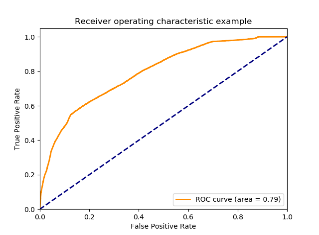 Receiver operating characteristic example
True Positive Rate
1.0
0.8
0.6
0.4
0.2
0.0
ROC curve (area = 0.79)
0.0 0.2 0.4 0.6 0.8 1.0
False Positive Rate